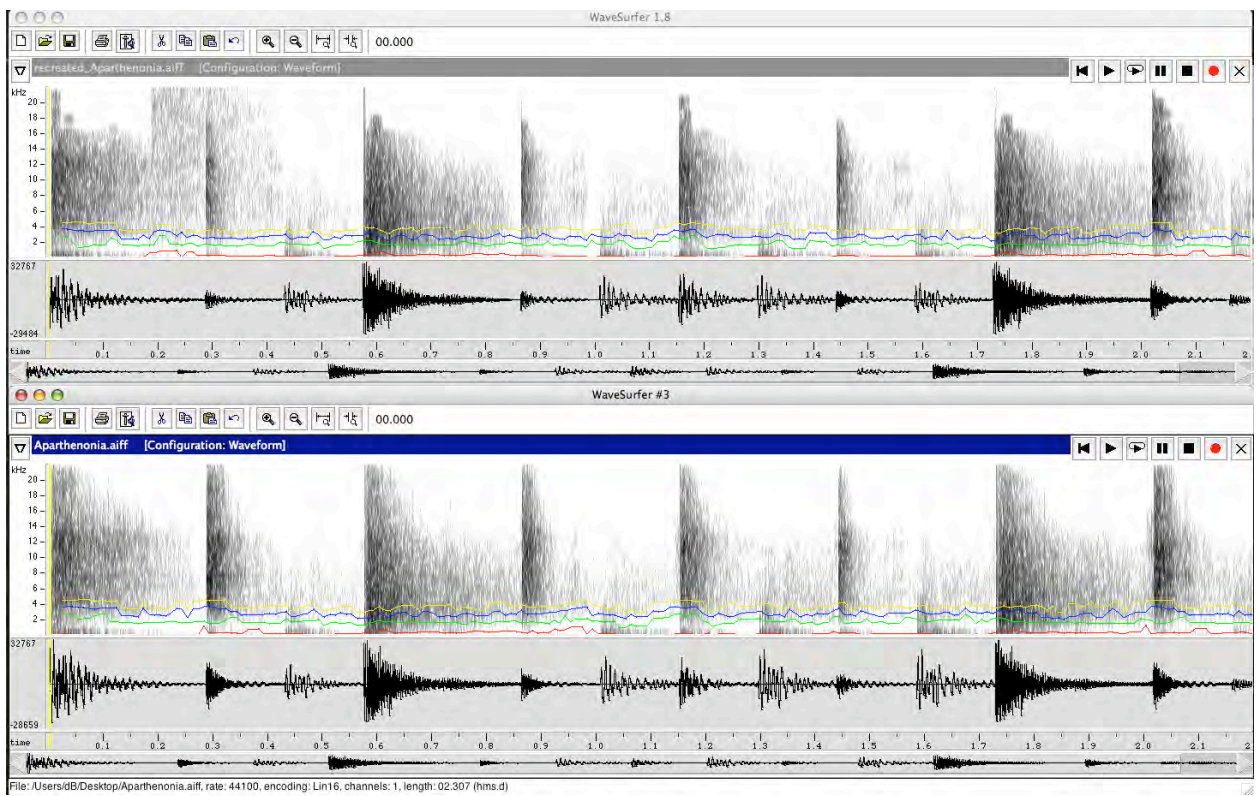 WaveSurfer 1.8
00.000
recreated_Aparthenonia.aiff [Configuration: Waveform]
kHz
20
18
16
14
12
10
8
6
4
2
32767
-29484
time 0.1 0.2 0.3 0.4 0.5 0.6 0.7 0.8 0.9 1.0 1.1 1.2 1.3 1.4 1.5 1.6 1.7 1.8 1.9 2.0 2.1 2.
WaveSurfer #3
00.000
Aparthenonia.aiff [Configuration: Waveform]
kHz
20
18
16
14
12
10
8
6
4
2
32767
-28659
time 0.1 0.2 0.3 0.4 0.5 0.6 0.7 0.8 0.9 1.0 1.1 1.2 1.3 1.4 1.5 1.6 1.7 1.8 1.9 2.0 2.1 2
File: /Users/dB/Desktop/Aparthenonia.aiff, rate: 44100, encoding: Lin16, channels: 1, length: 02.307 (hms.d)